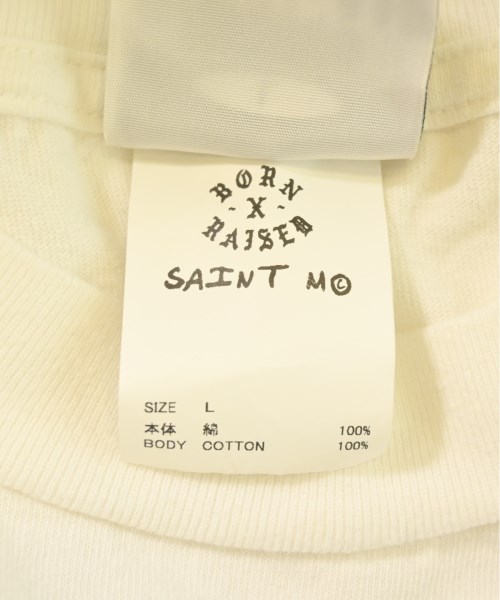 BORN
- X -
RAISED
SAINT M©
SIZE L
本体 綿 100%
BODY COTTON 100%